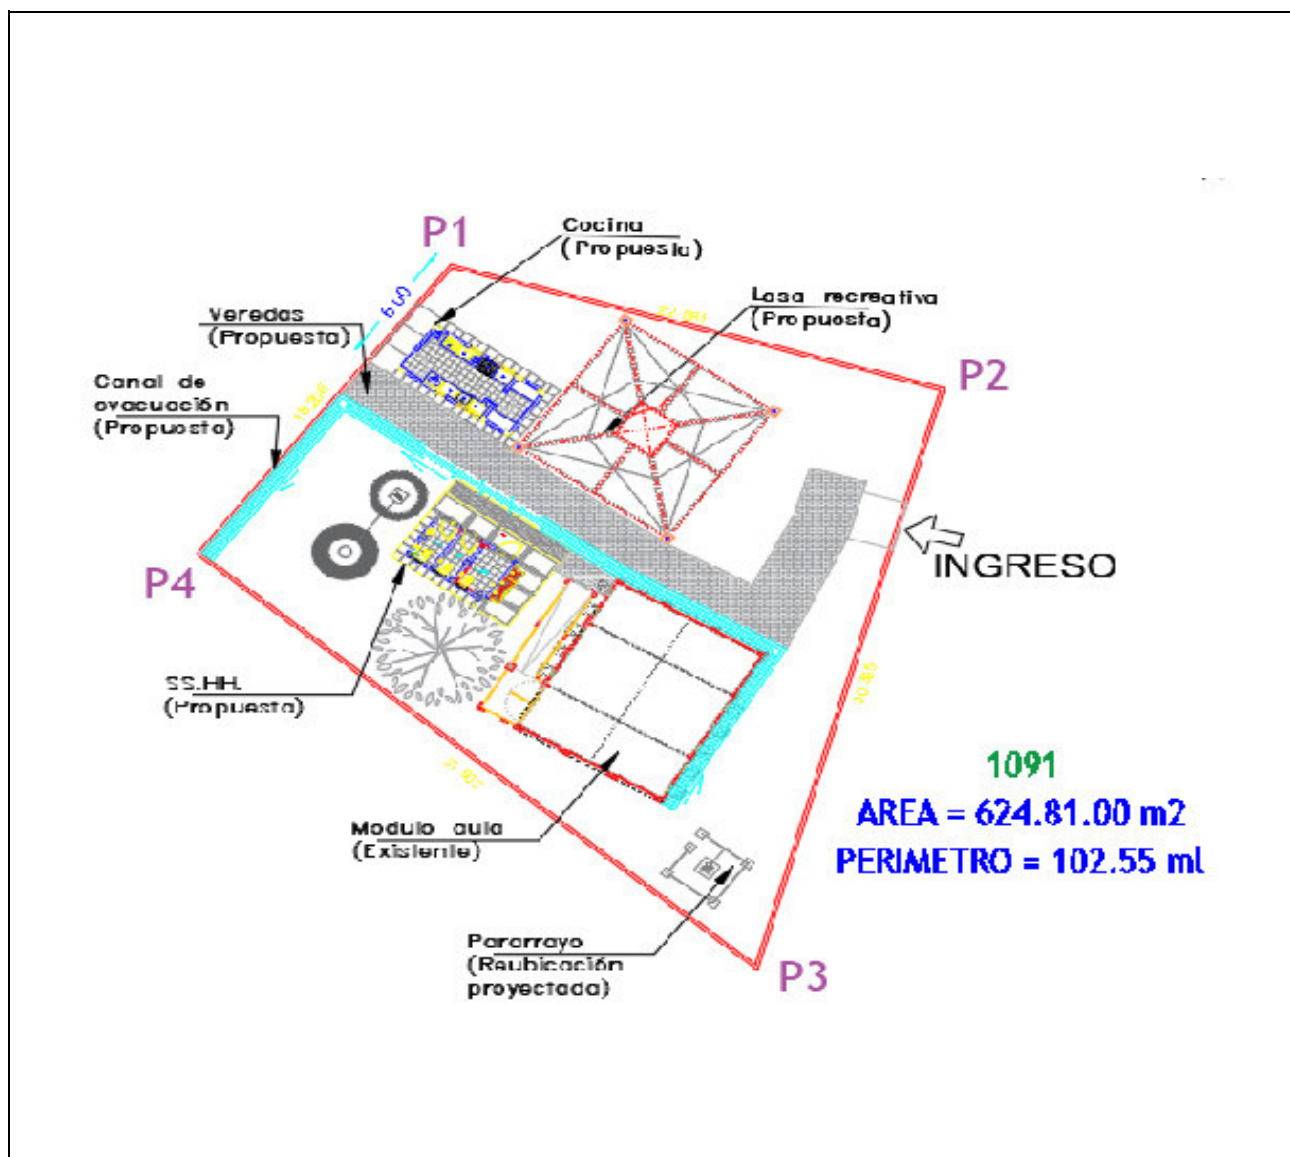 P1
Cocina
(Propuesta)
6.50
Losa recreativa
(Propuesta)
Veredas
(Propuesta)
P2
Canal de
evacuación
(Propuesta)
INGRESO
P4
SS.HH.
(Propuesta)
1091
AREA = 624.81.00 m2
Modulo aula
(Existente)
PERIMETRO = 102.55 ml
Pararrayo
(Reubicación
proyectada)
P3